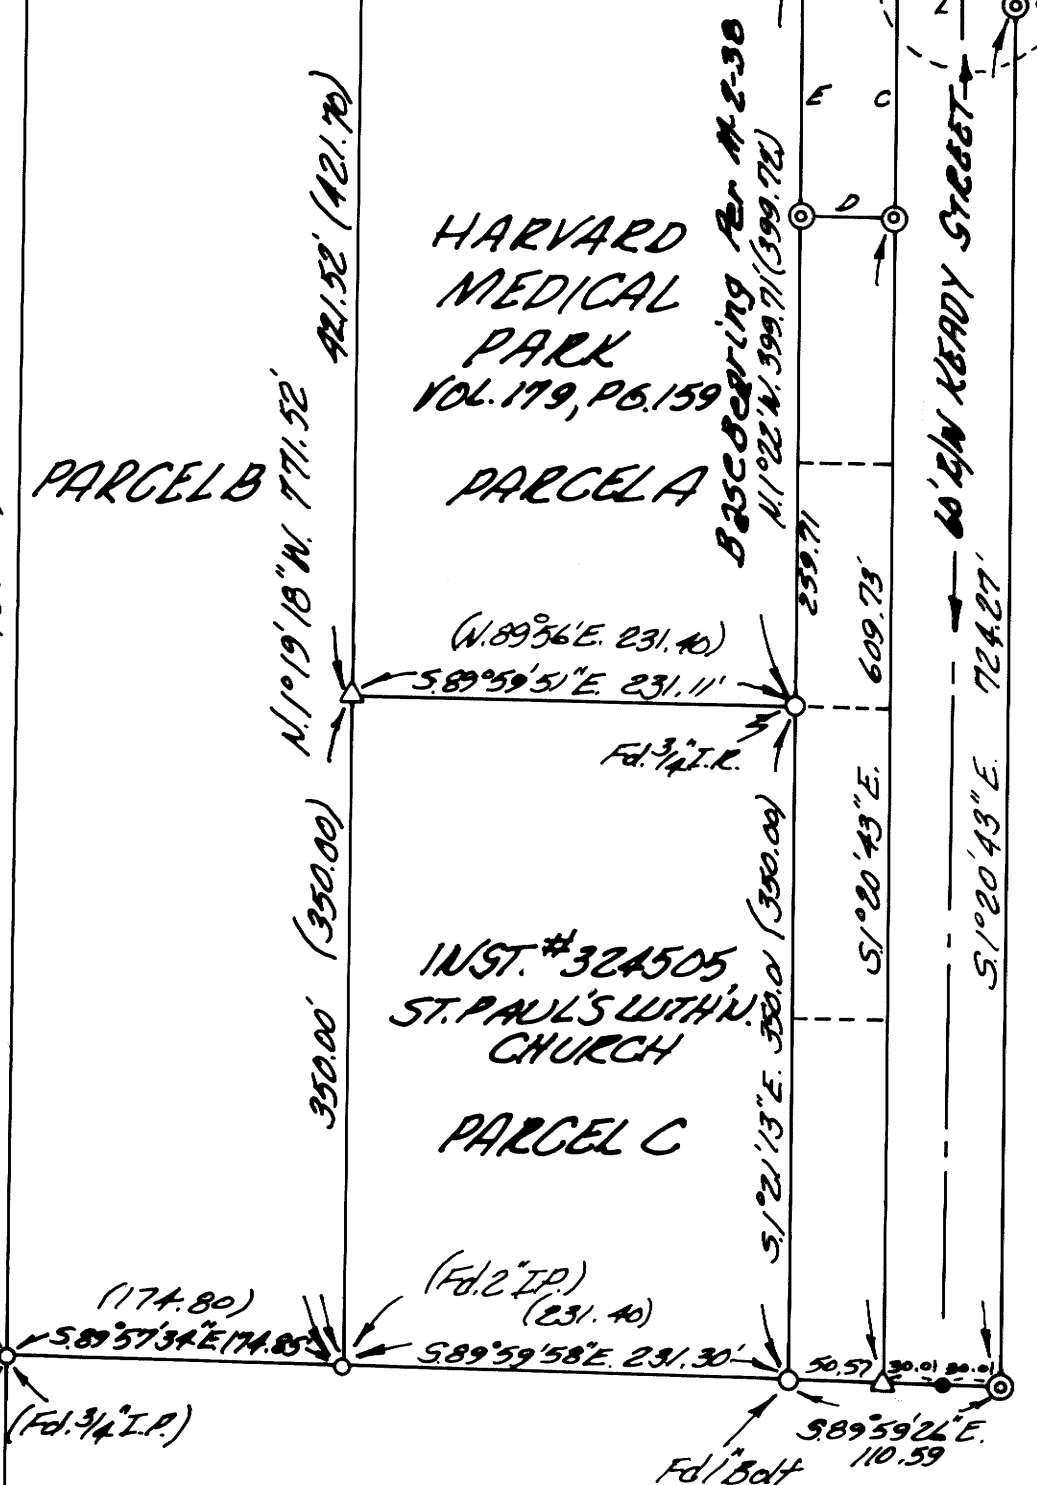 421.52' (421.70)
N.1°19'18"W. 771.52'
PARCEL B
HARVARD
MEDICAL
PARK
VOL. 179, PG. 159
PARCEL A
Base Bearing Per M-2-38
N.1°22'W. 399.71' (399.72)
E
C
D
L
60' R/W KEADY STREET
239.71
609.73'
S.1°20'43"E.
S.1°20'43"E. 724.27'
(N.89°56'E. 231.40)
S.89°59'51"E. 231.11'
Fd. 3/4" I.R.
350.00' (350.00)
INST. #324505
ST. PAUL'S LUTH'N.
CHURCH
PARCEL C
S.1°21'13"E. 350.01 (350.00)
(174.80)
S.89°57'34"E. 174.85'
(Fd. 2" I.P.)
(231.40)
S.89°59'58"E. 231.30'
50.57
30.01
30.01
(Fd. 3/4" I.P.)
S.89°59'26"E.
110.59
Fd 1" Bolt